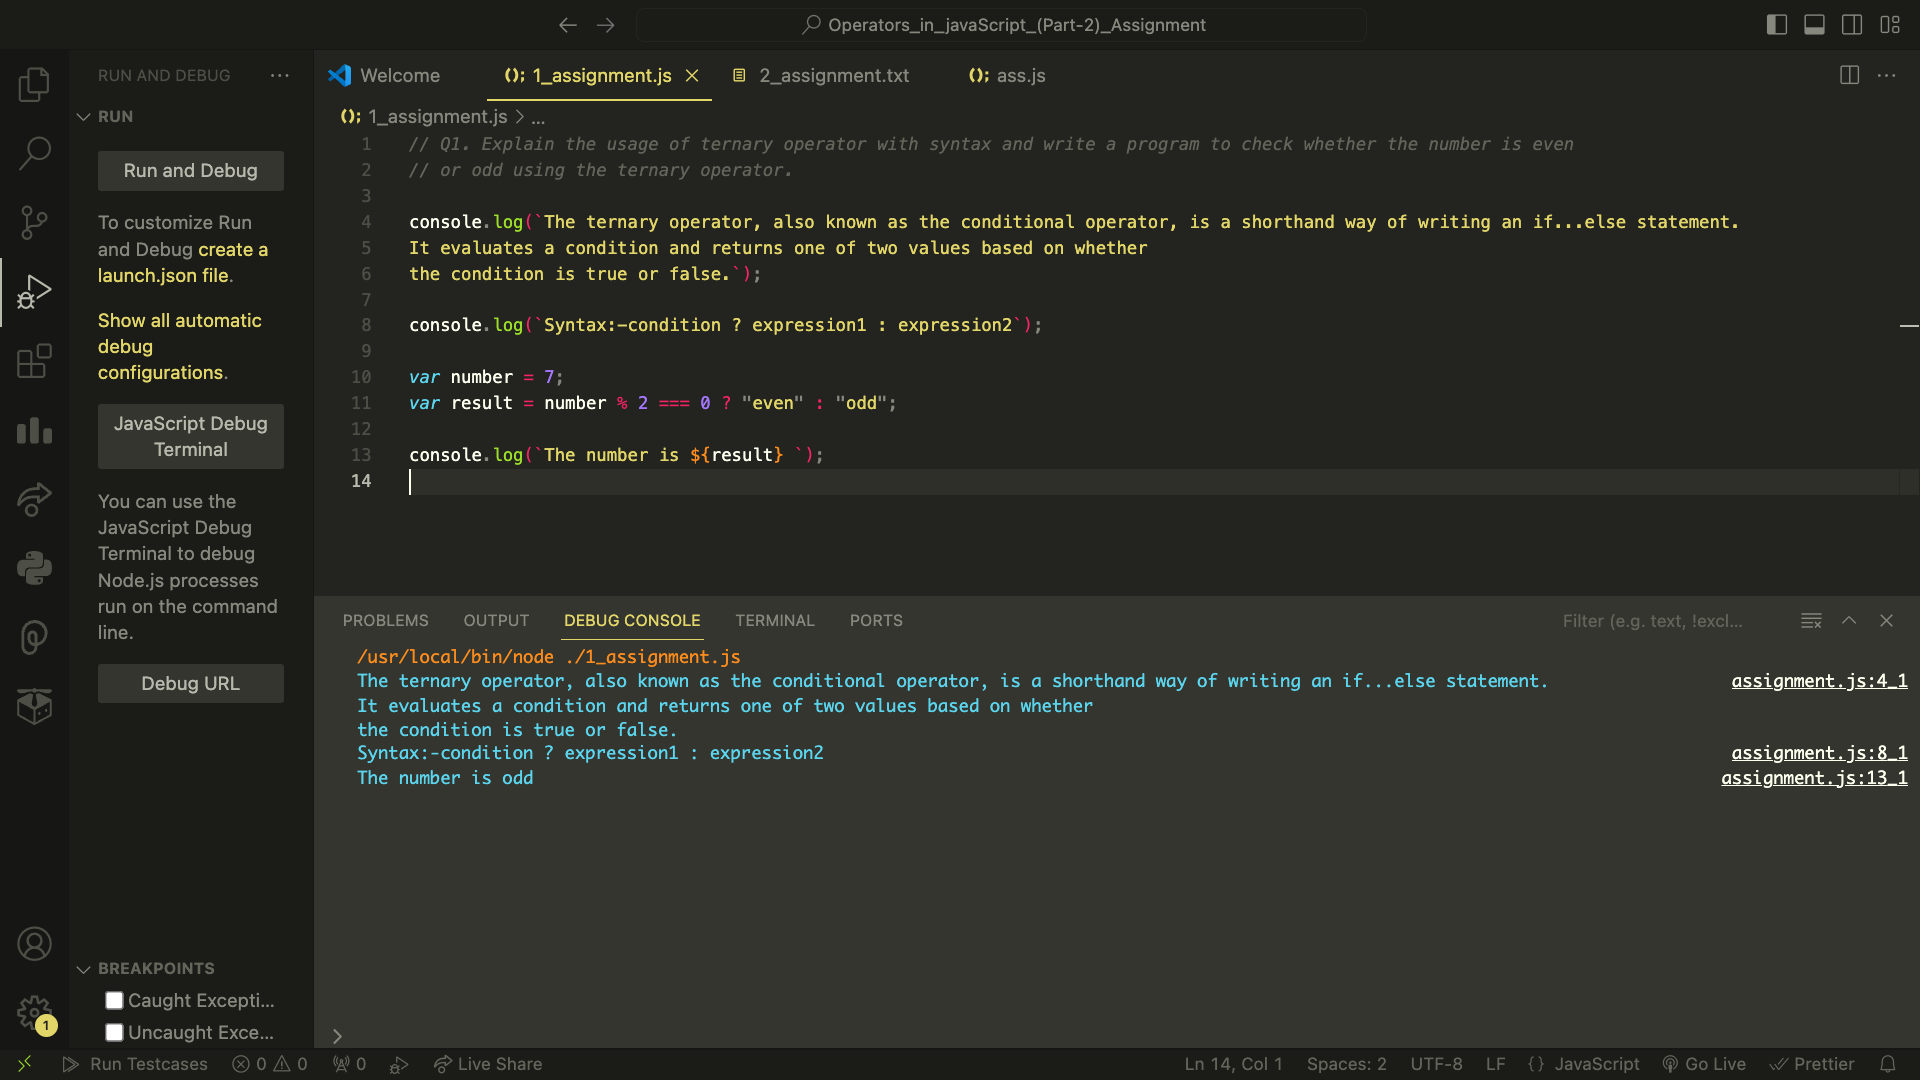 Operators_in_javaScript_(Part-2)_Assignment
RUN AND DEBUG ...
RUN
Run and Debug
To customize Run
and Debug create a
launch.json file.
Show all automatic
debug
configurations.
JavaScript Debug
Terminal
You can use the
JavaScript Debug
Terminal to debug
Node.js processes
run on the command
line.
Debug URL
BREAKPOINTS
Caught Excepti...
Uncaught Exce...
1
Welcome
(); 1_assignment.js
2_assignment.txt
(); ass.js
(); 1_assignment.js > ...
1 // Q1. Explain the usage of ternary operator with syntax and write a program to check whether the number is even
2 // or odd using the ternary operator.
3
4 console.log(`The ternary operator, also known as the conditional operator, is a shorthand way of writing an if...else statement.
5 It evaluates a condition and returns one of two values based on whether
6 the condition is true or false.`);
7
8 console.log(`Syntax:-condition ? expression1 : expression2`);
9
10 var number = 7;
11 var result = number % 2 === 0 ? "even" : "odd";
12
13 console.log(`The number is ${result} `);
14
PROBLEMS OUTPUT DEBUG CONSOLE TERMINAL PORTS
Filter (e.g. text, !excl...
/usr/local/bin/node ./1_assignment.js
The ternary operator, also known as the conditional operator, is a shorthand way of writing an if...else statement. assignment.js:4_1
It evaluates a condition and returns one of two values based on whether
the condition is true or false.
Syntax:-condition ? expression1 : expression2 assignment.js:8_1
The number is odd assignment.js:13_1
>
Run Testcases 0 0 0 Live Share Ln 14, Col 1 Spaces: 2 UTF-8 LF {} JavaScript Go Live Prettier